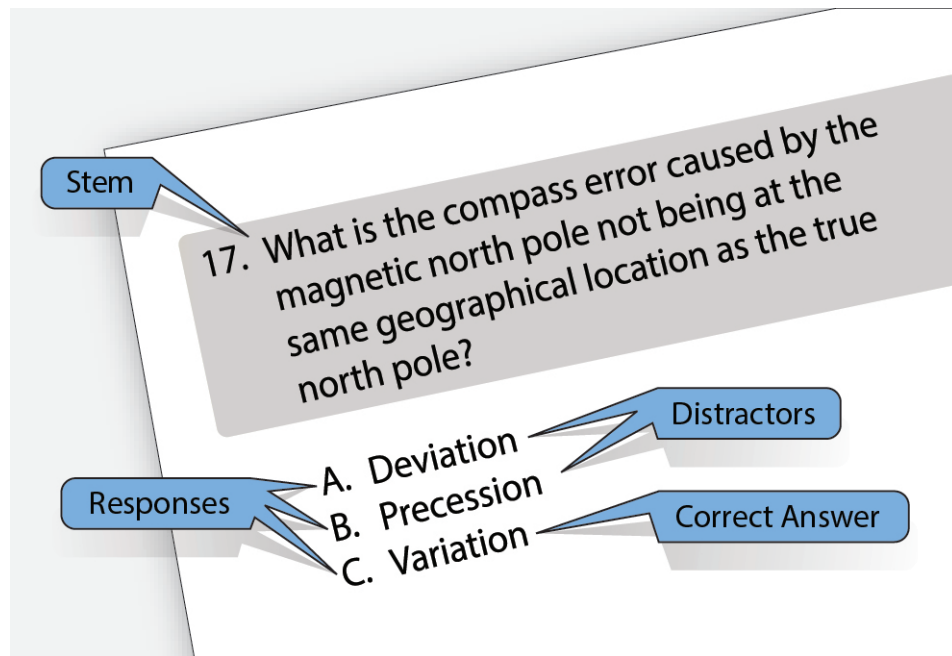 Stem
17. What is the compass error caused by the
magnetic north pole not being at the
same geographical location as the true
north pole?
Distractors
A. Deviation
Responses
B. Precession
Correct Answer
C. Variation